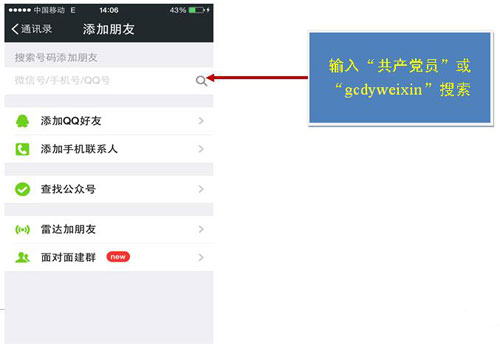 中国移动 E 14:06 43%
通讯录 添加朋友
搜索号码添加朋友
微信号/手机号/QQ号
添加QQ好友
添加手机联系人
查找公众号
雷达加朋友
面对面建群 new
输入“共产党员”或
“gcdyweixin”搜索